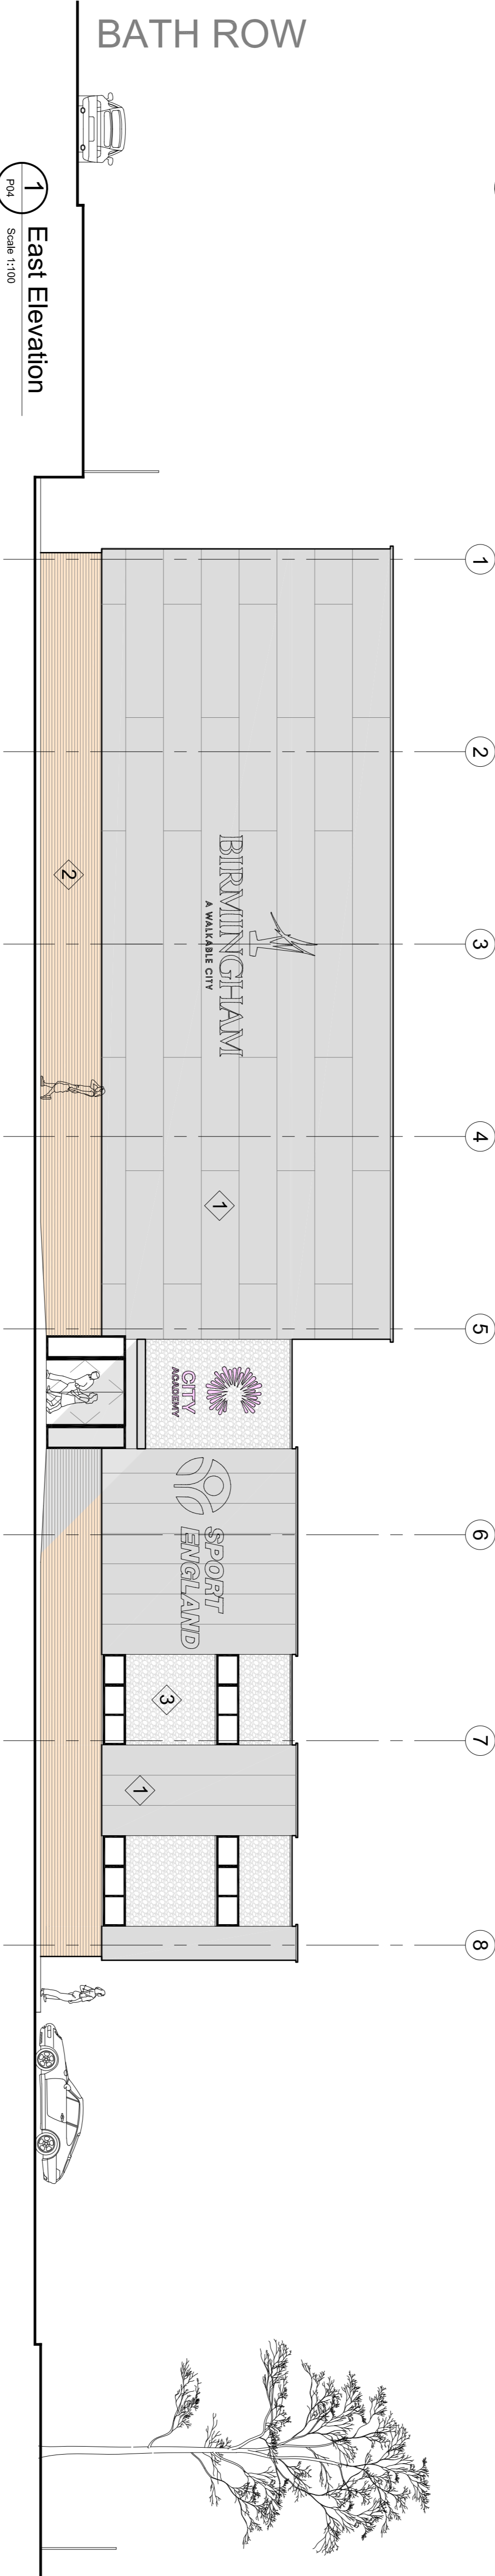 BATH ROW
1
2
3
4
5
6
7
8
BIRMINGHAM
A WALKABLE CITY
1
2
CITY
ACADEMY
SPORT
ENGLAND
3
1
1
P04
East Elevation
Scale 1:100